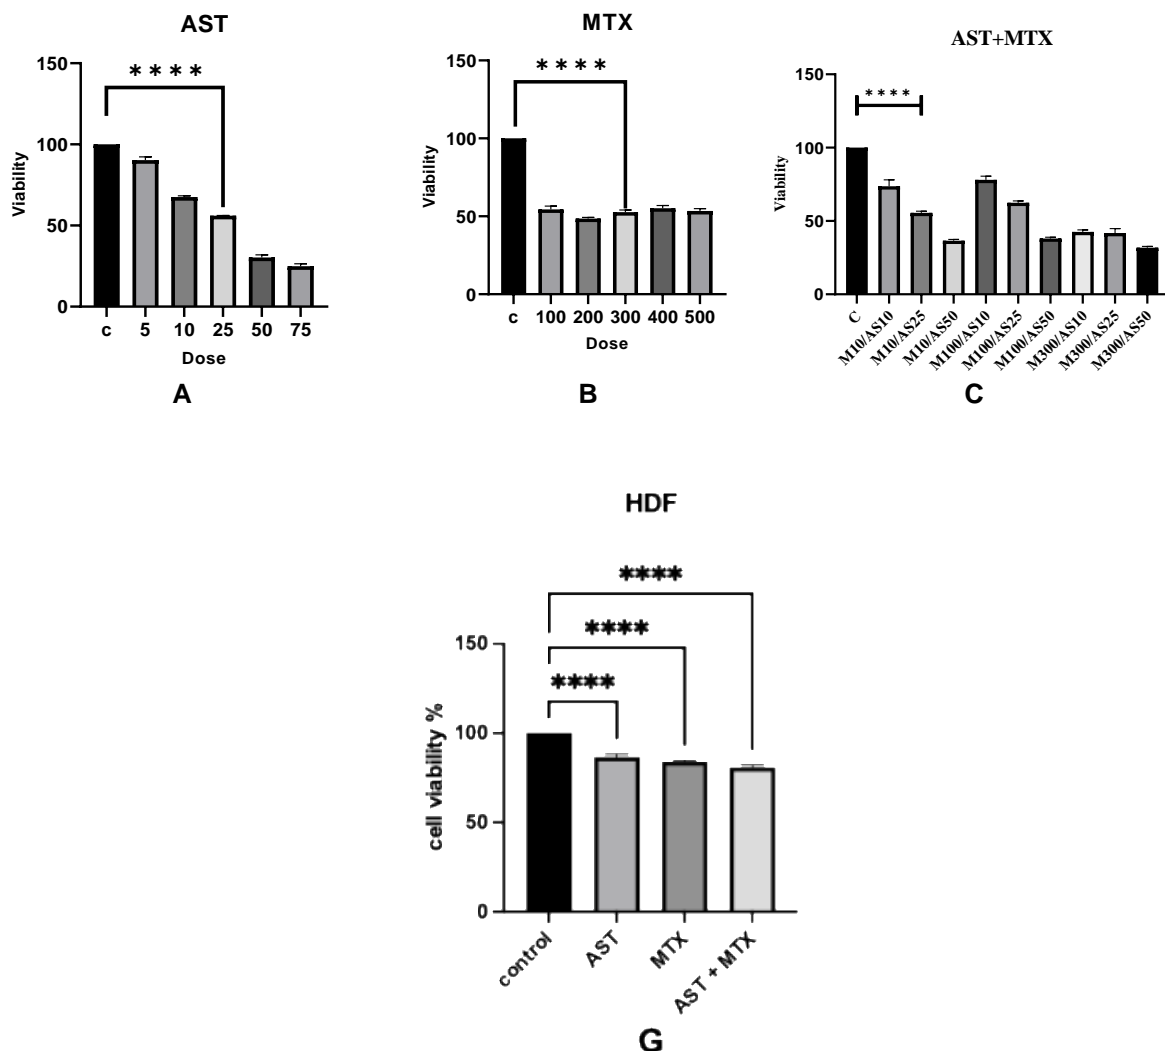 AST
150
100
50
0
Viability
* * * *
c 5 10 25 50 75
Dose
A
MTX
150
100
50
0
Viability
* * * *
c 100 200 300 400 500
Dose
B
AST+MTX
150
100
50
0
Viability
* * * *
C
M10/AS10
M10/AS25
M10/AS50
M100/AS10
M100/AS25
M100/AS50
M300/AS10
M300/AS25
M300/AS50
C
HDF
****
****
****
150
100
50
0
cell viability %
control
AST
MTX
AST + MTX
G